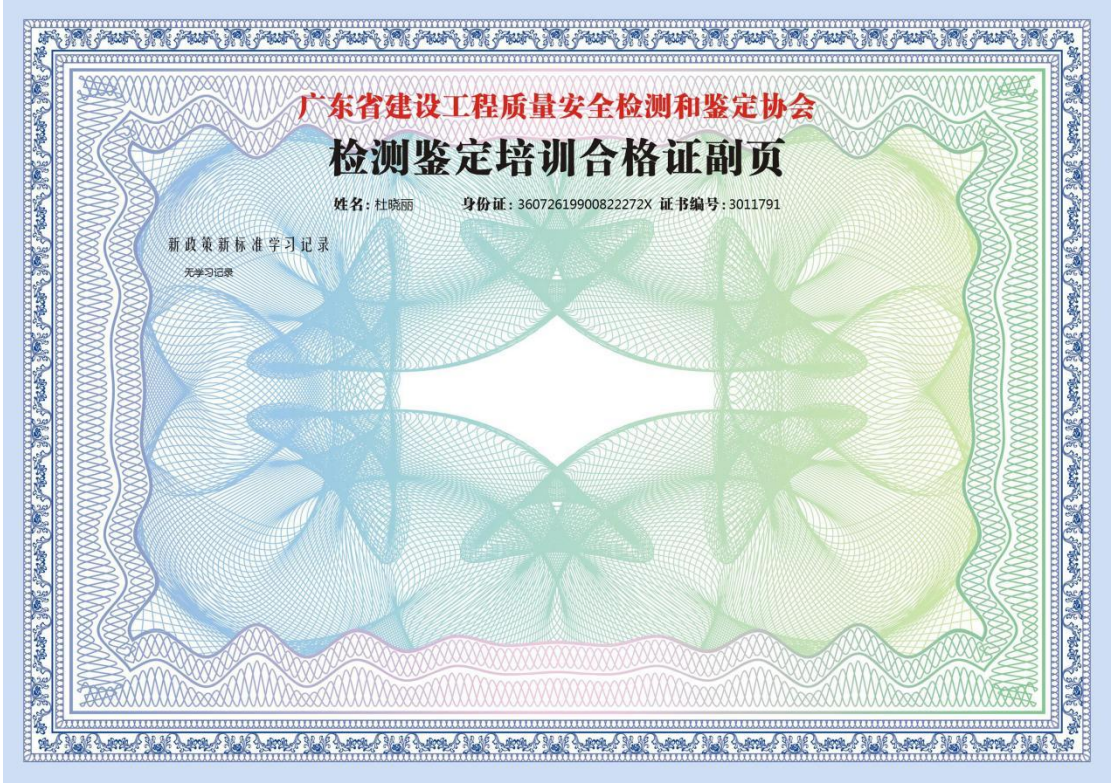 广东省建设工程质量安全检测和鉴定协会
检测鉴定培训合格证副页
姓名：杜晓丽 身份证：36072619900822272X 证书编号：3011791
新政策新标准学习记录
无学习记录